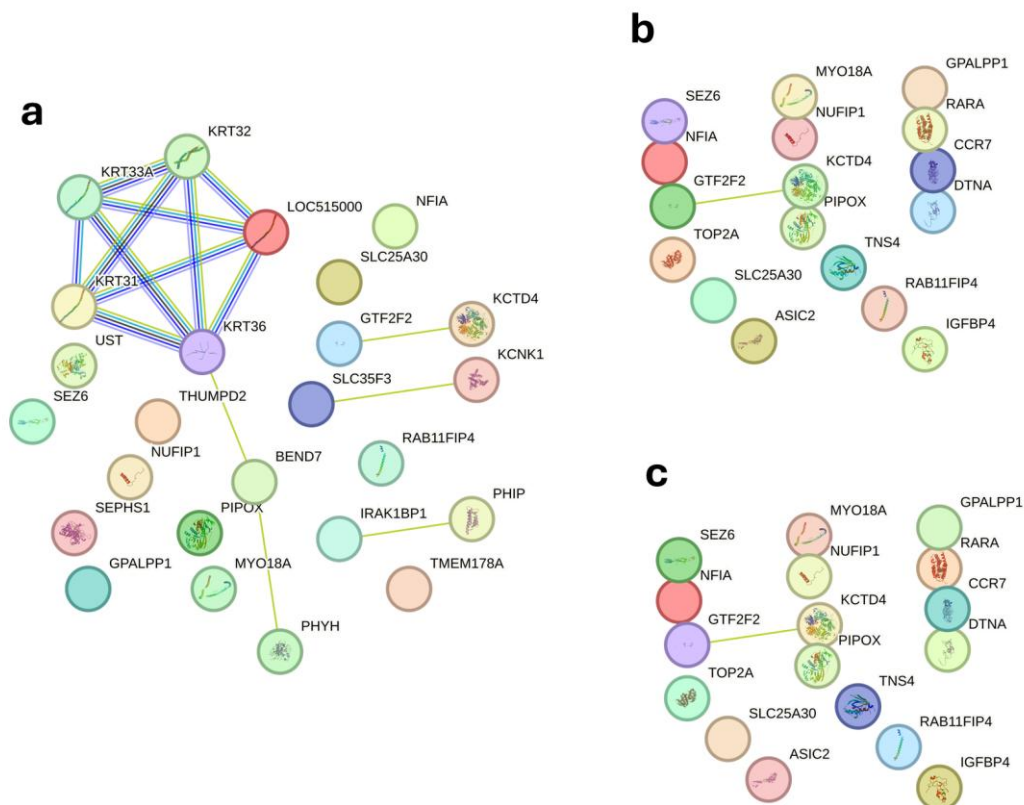 a
KRT32
KRT33A
LOC515000
NFIA
SLC25A30
KRT31
KCTD4
GTF2F2
KRT36
UST
KCNK1
SLC35F3
THUMPD2
SEZ6
RAB11FIP4
NUFIP1
BEND7
PHIP
SEPHS1
PIPOX
IRAK1BP1
GPALPP1
MYO18A
TMEM178A
PHYH
b
GPALPP1
MYO18A
SEZ6
RARA
NUFIP1
NFIA
CCR7
KCTD4
GTF2F2
DTNA
PIPOX
TOP2A
TNS4
SLC25A30
RAB11FIP4
ASIC2
IGFBP4
c
GPALPP1
MYO18A
SEZ6
RARA
NUFIP1
NFIA
CCR7
KCTD4
GTF2F2
DTNA
PIPOX
TOP2A
TNS4
SLC25A30
RAB11FIP4
ASIC2
IGFBP4